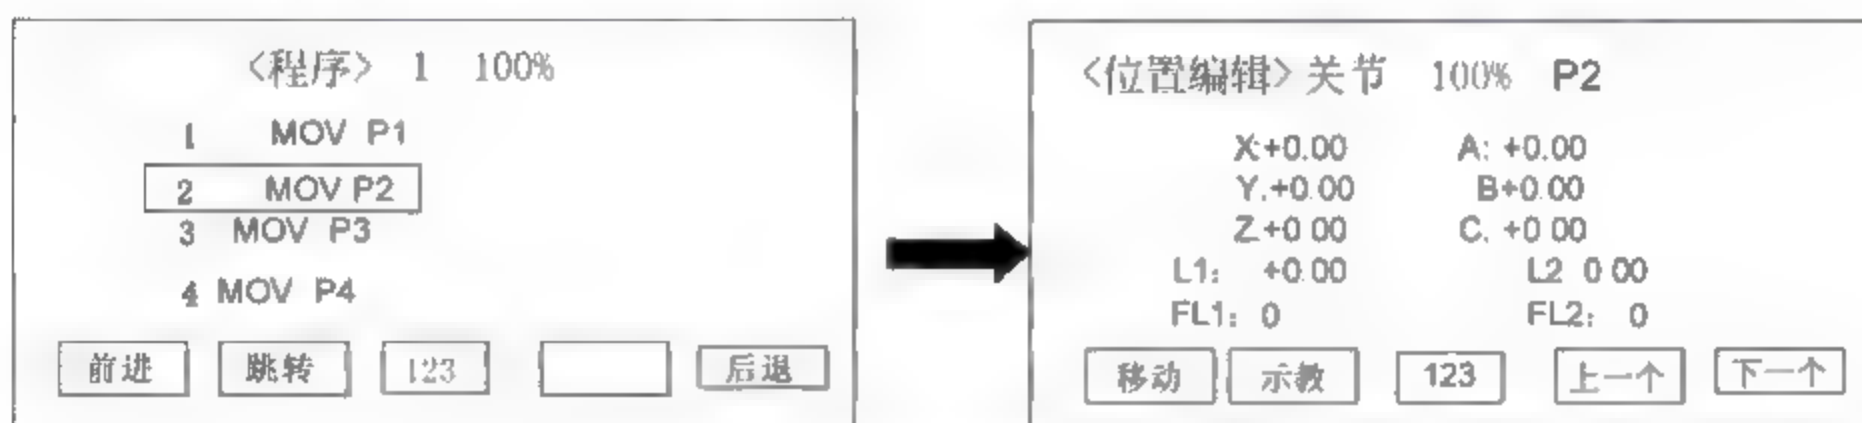 <程序> 1 100%
1 MOV P1
2 MOV P2
3 MOV P3
4 MOV P4
前进 跳转 123 后退
<位置编辑> 关节 100% P2
X:+0.00 A: +0.00
Y.+0.00 B+0.00
Z+0 00 C. +0 00
L1: +0.00 L2 0 00
FL1: 0 FL2: 0
移动 示教 123 上一个 下一个